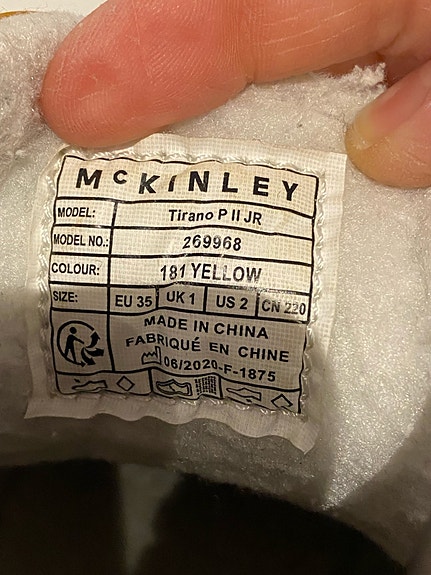 McKINLEY
MODEL: Tirano P II JR
MODEL NO.: 269968
COLOUR: 181 YELLOW
SIZE: EU 35 UK 1 US 2 CN 220
MADE IN CHINA
FABRIQUÉ EN CHINE
06/2020-F-1875